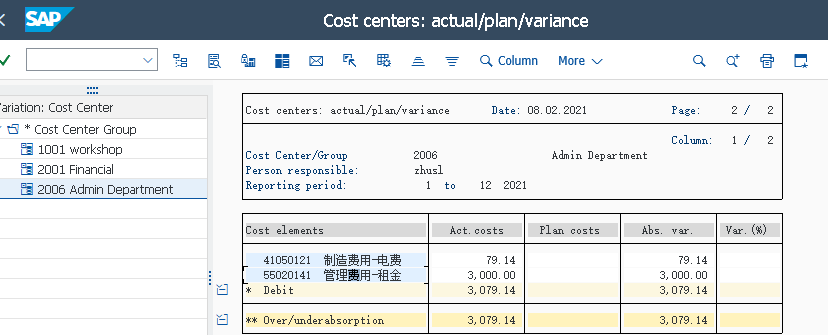 SAP
Cost centers: actual/plan/variance
Column
More
ariation: Cost Center
* Cost Center Group
1001 workshop
2001 Financial
2006 Admin Department
Cost centers: actual/plan/variance Date: 08.02.2021 Page: 2 / 2
Column: 1 / 2
Cost Center/Group 2006 Admin Department
Person responsible: zhusl
Reporting period: 1 to 12 2021
Cost elements Act.costs Plan costs Abs. var. Var.(%)
41050121 制造费用-电费 79.14 79.14
55020141 管理费用-租金 3,000.00 3,000.00
* Debit 3,079.14 3,079.14
** Over/underabsorption 3,079.14 3,079.14